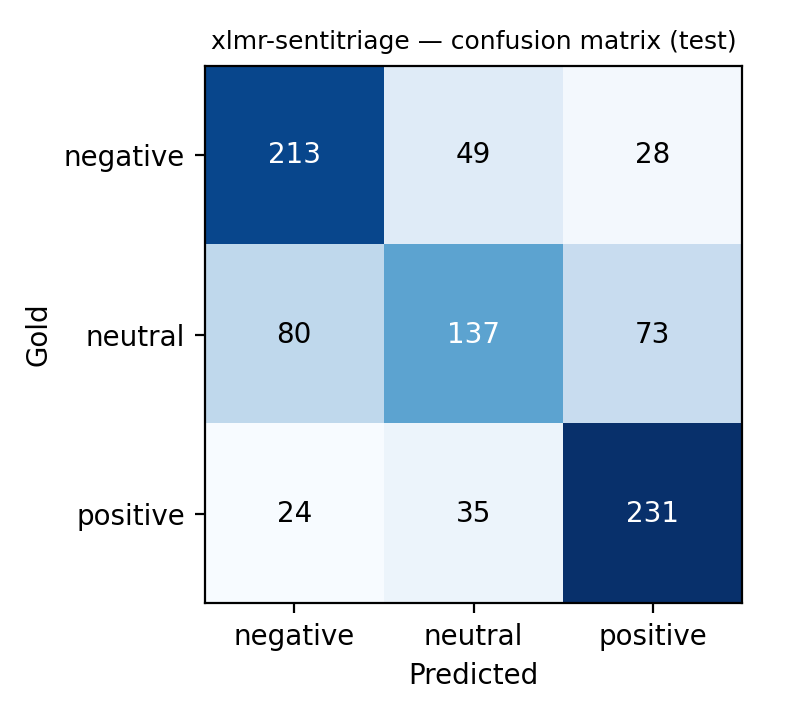 xlmr-sentitriage — confusion matrix (test)
negative 213 49 28
neutral 80 137 73
positive 24 35 231
negative neutral positive
Predicted
Gold